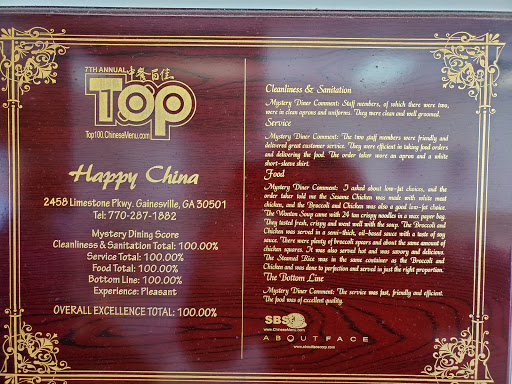 7TH ANNUAL 中餐百佳
Top
Top100.ChineseMenu.com
Happy China
2458 Limestone Pkwy. Gainesville, GA 30501
Tel: 770-287-1882
Mystery Dining Score
Cleanliness & Sanitation Total: 100.00%
Service Total: 100.00%
Food Total: 100.00%
Bottom Line: 100.00%
Experience: Pleasant
OVERALL EXCELLENCE TOTAL: 100.00%
Cleanliness & Sanitation
Mystery Diner Comment: Staff members, of which there were two,
were in clean aprons and uniforms. They were clean and well groomed.
Service
Mystery Diner Comment: The two staff members were friendly and
delivered great customer service. They were efficient in taking food orders
and delivering the food. The order taker wore an apron and a white
short-sleeve shirt.
Food
Mystery Diner Comment: I asked about low-fat choices, and the
order taker told me the Sesame Chicken was made with white meat
chicken, and the Broccoli and Chicken was also a good low-fat choice.
The Wonton Soup came with 24 tan crispy noodles in a wax paper bag.
They tasted fresh, crispy and went well with the soup. The Broccoli and
Chicken was served in a semi-thick, oil-based sauce with a taste of soy
sauce. There were plenty of broccoli spears and about the same amount of
chicken squares. It was also served hot and was savory and delicious.
The Steamed Rice was in the same container as the Broccoli and
Chicken and was done to perfection and served in just the right proportion.
The Bottom Line
Mystery Diner Comment: The service was fast, friendly and efficient.
The food was of excellent quality.
SBS
www.ChineseMenu.com
ABOUTFACE
www.aboutfacecorp.com